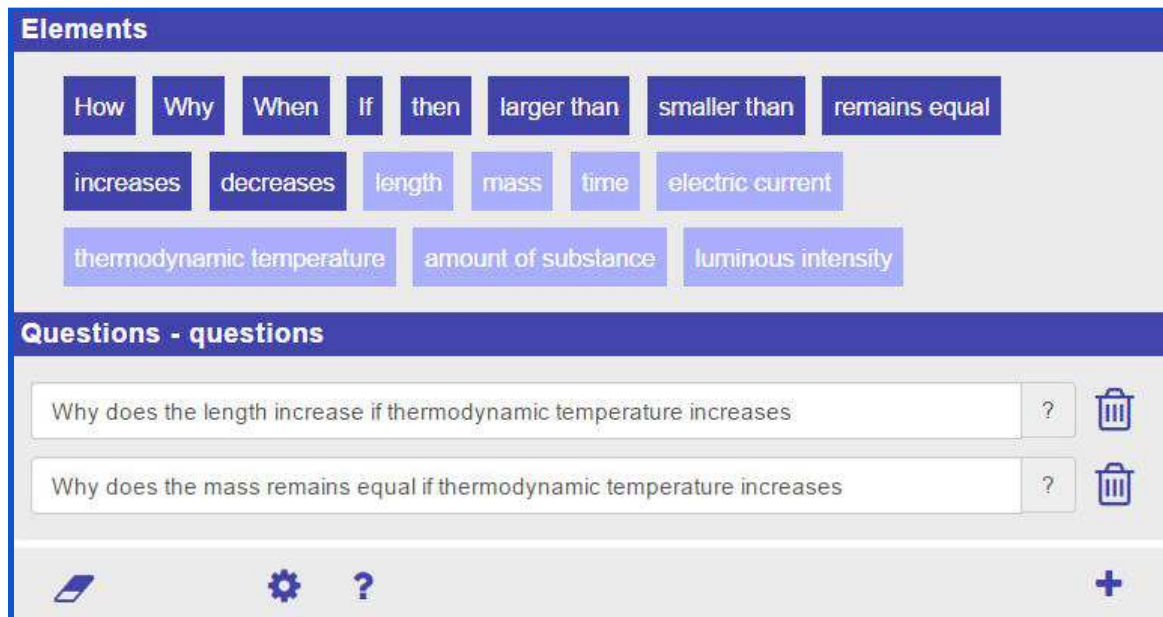 Elements
How Why When If then larger than smaller than remains equal
increases decreases length mass time electric current
thermodynamic temperature amount of substance luminous intensity
Questions - questions
Why does the length increase if thermodynamic temperature increases ?
Why does the mass remains equal if thermodynamic temperature increases ?
?